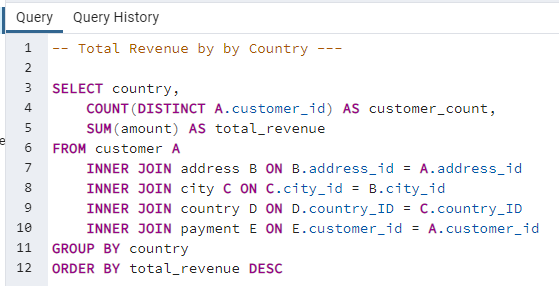 Query Query History
1 -- Total Revenue by by Country ---
2
3 SELECT country,
4 COUNT(DISTINCT A.customer_id) AS customer_count,
5 SUM(amount) AS total_revenue
6 FROM customer A
7 INNER JOIN address B ON B.address_id = A.address_id
8 INNER JOIN city C ON C.city_id = B.city_id
9 INNER JOIN country D ON D.country_ID = C.country_ID
10 INNER JOIN payment E ON E.customer_id = A.customer_id
11 GROUP BY country
12 ORDER BY total_revenue DESC